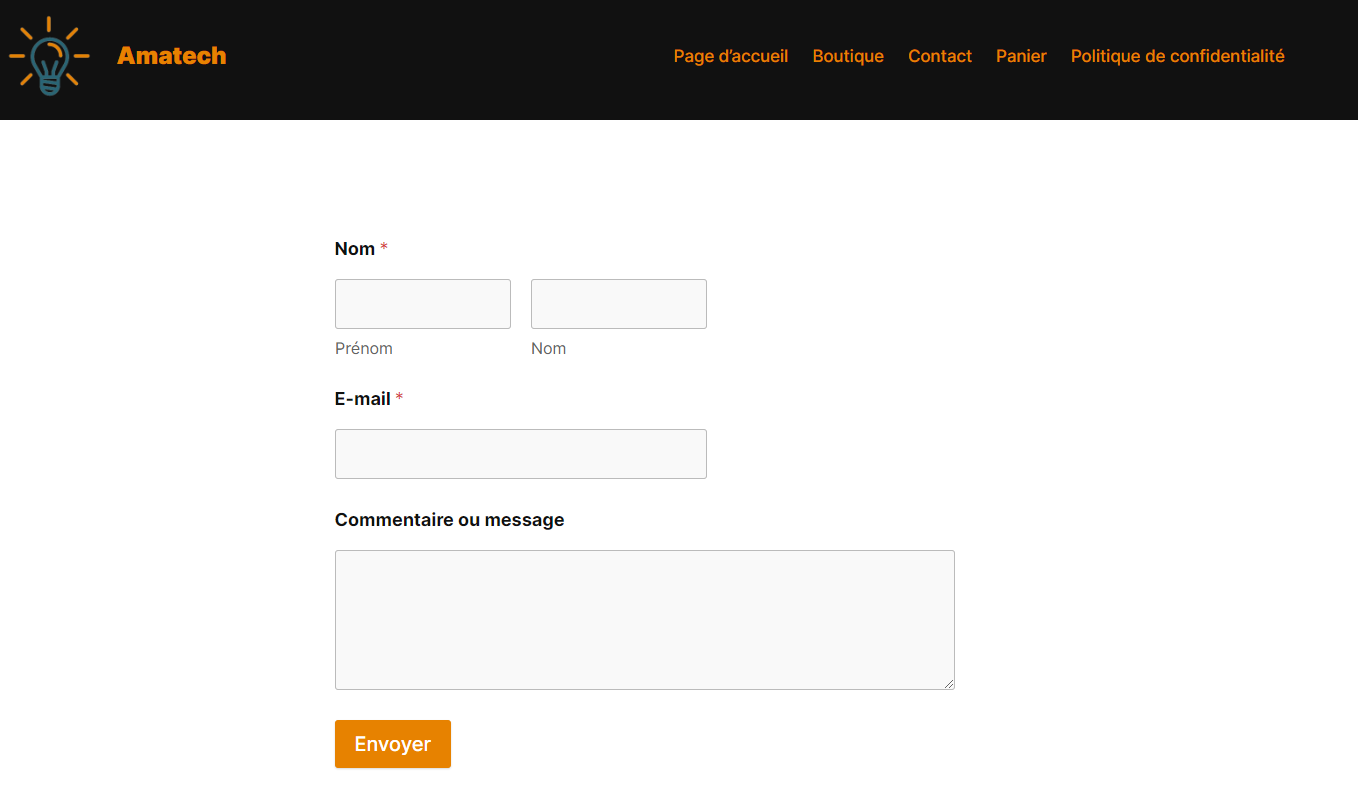 Amatech
Page d’accueil Boutique Contact Panier Politique de confidentialité
Nom *
Prénom Nom
E-mail *
Commentaire ou message
Envoyer